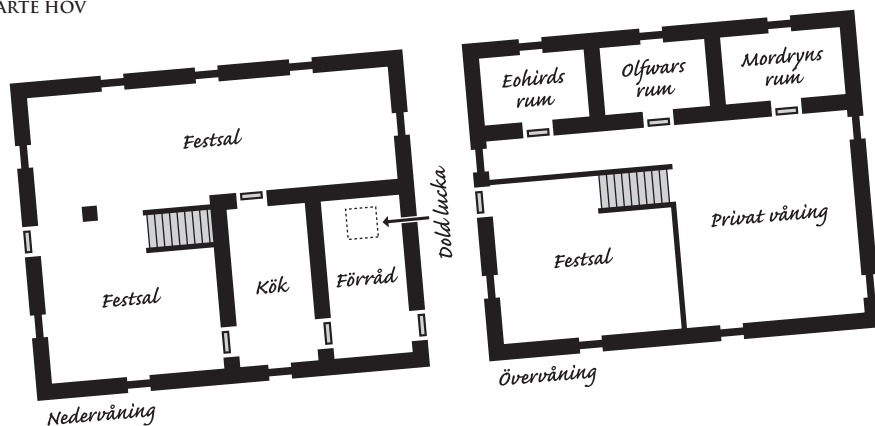 ARTE HOV
Festsal
Festsal
Kök
Förråd
Dold lucka
Nedervåning
Eohirds
rum
Olfwars
rum
Mordryns
rum
Privat våning
Festsal
Övervåning